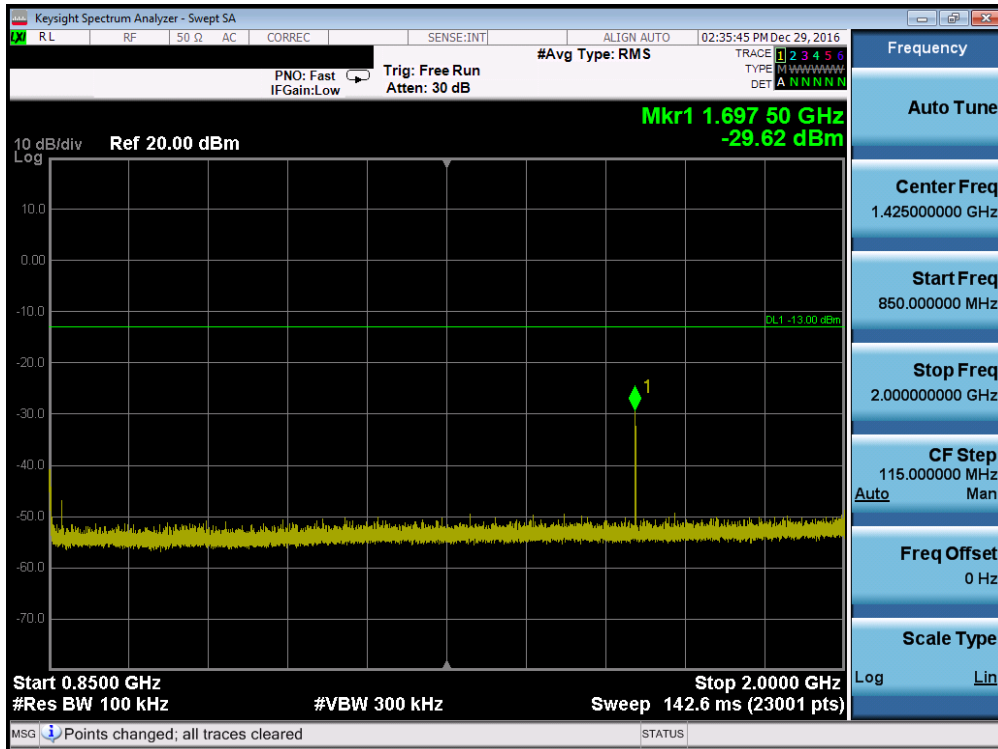 Keysight Spectrum Analyzer - Swept SA
LXI RL RF 50 Ω AC CORREC SENSE:INT ALIGN AUTO 02:35:45 PM Dec 29, 2016
#Avg Type: RMS TRACE 1 2 3 4 5 6
PNO: Fast Trig: Free Run TYPE M WWWWW
IFGain:Low Atten: 30 dB DET A N N N N N
Mkr1 1.697 50 GHz
-29.62 dBm
10 dB/div Ref 20.00 dBm
Log
10.0
0.00
-10.0
DL1 -13.00 dBm
-20.0
1
-30.0
-40.0
-50.0
-60.0
-70.0
Start 0.8500 GHz Stop 2.0000 GHz
#Res BW 100 kHz #VBW 300 kHz Sweep 142.6 ms (23001 pts)
MSG Points changed; all traces cleared STATUS
Frequency
Auto Tune
Center Freq
1.425000000 GHz
Start Freq
850.000000 MHz
Stop Freq
2.000000000 GHz
CF Step
115.000000 MHz
Auto Man
Freq Offset
0 Hz
Scale Type
Log Lin